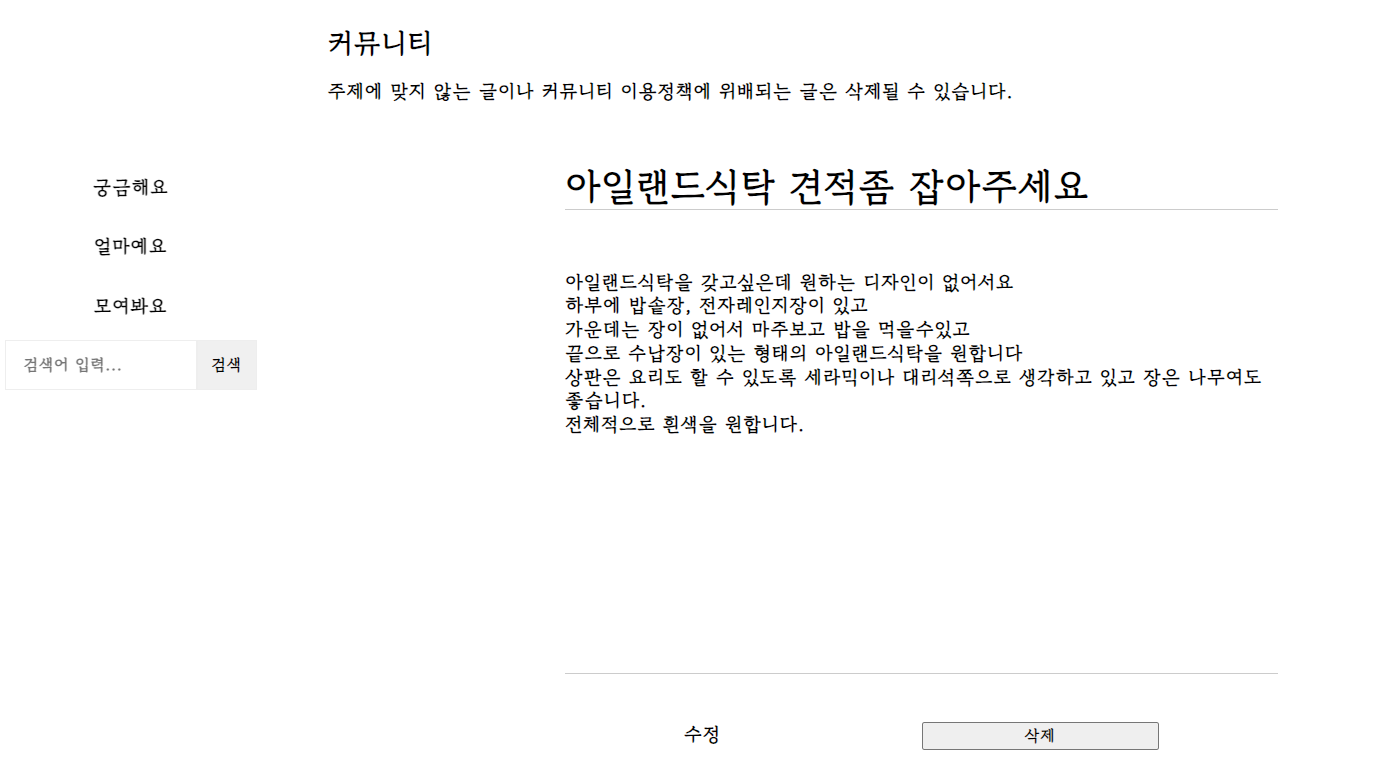 커뮤니티
주제에 맞지 않는 글이나 커뮤니티 이용정책에 위배되는 글은 삭제될 수 있습니다.
궁금해요
얼마예요
모여봐요
검색어 입력... 검색
아일랜드식탁 견적좀 잡아주세요
아일랜드식탁을 갖고싶은데 원하는 디자인이 없어서요
하부에 밥솥장, 전자레인지장이 있고
가운데는 장이 없어서 마주보고 밥을 먹을수있고
끝으로 수납장이 있는 형태의 아일랜드식탁을 원합니다
상판은 요리도 할 수 있도록 세라믹이나 대리석쪽으로 생각하고 있고 장은 나무여도
좋습니다.
전체적으로 흰색을 원합니다.
수정 삭제